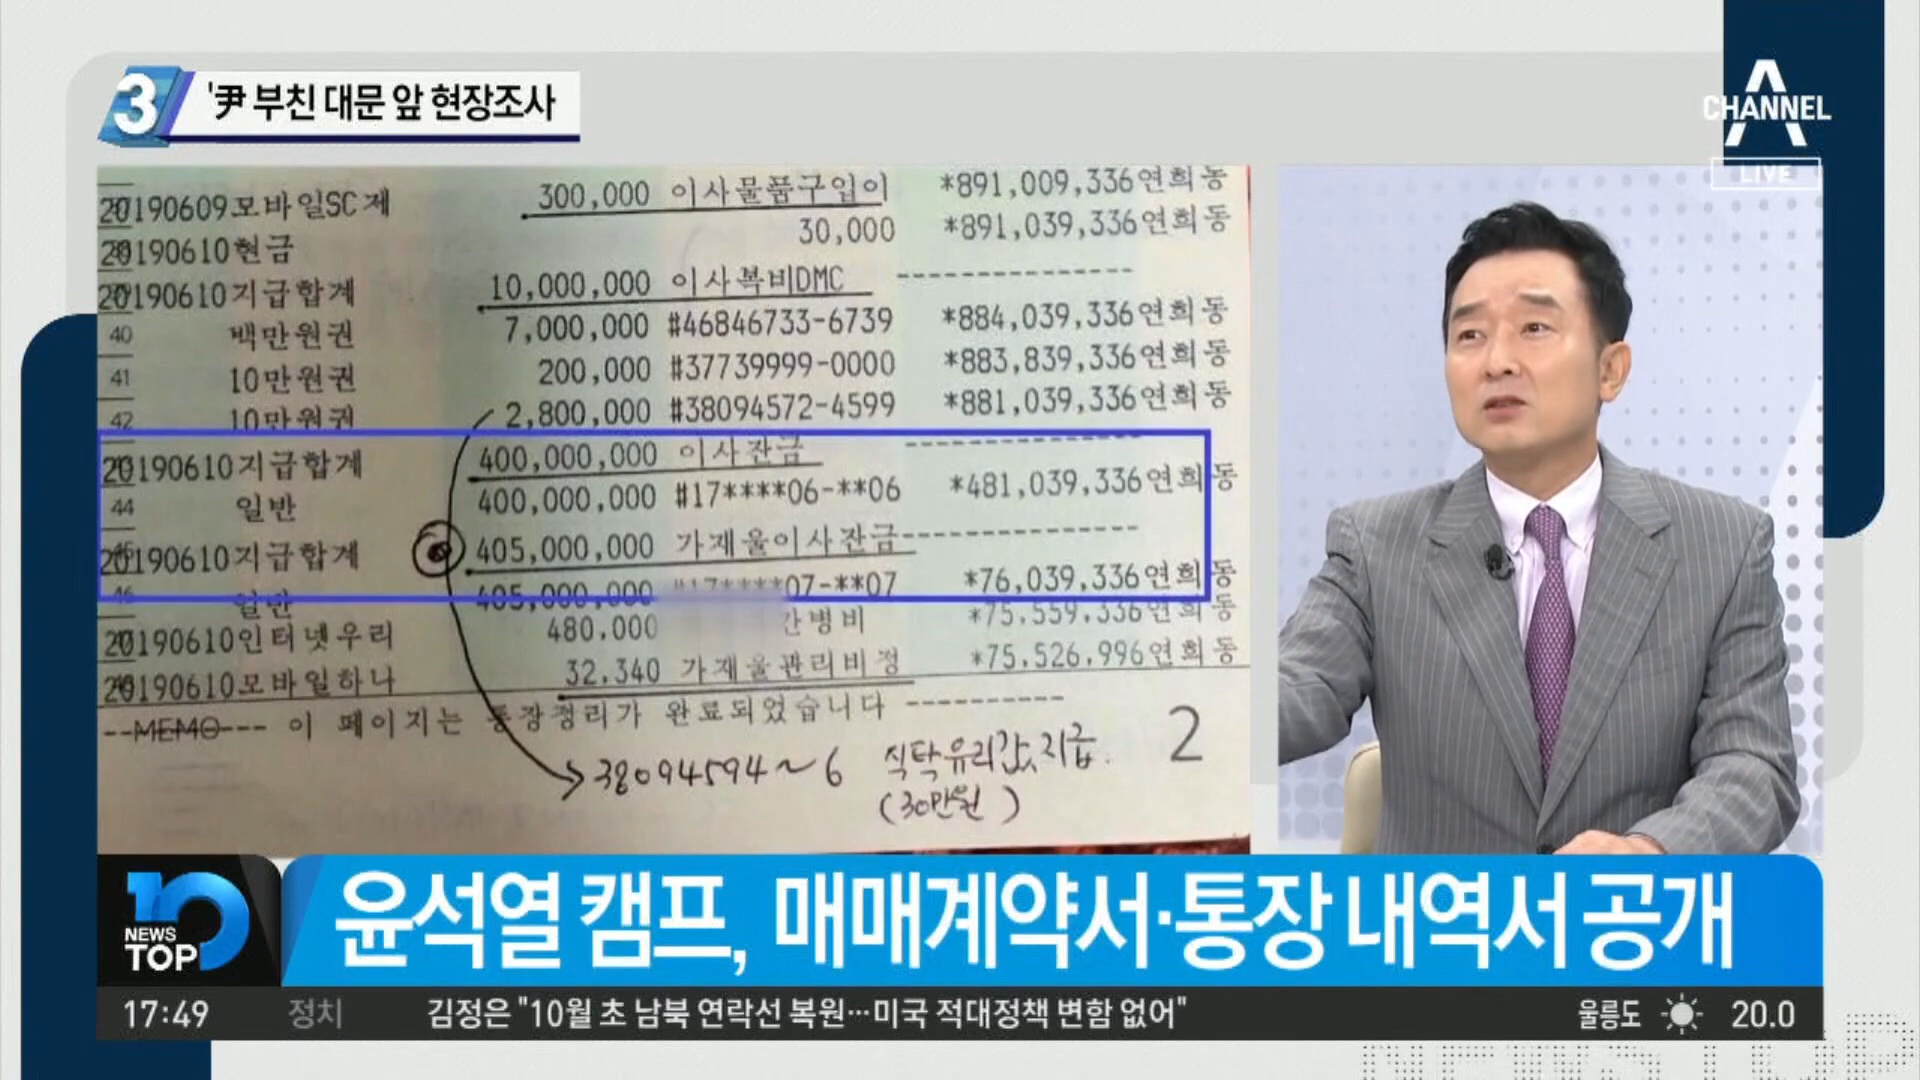 3 '尹 부친 대문 앞 현장조사
CHANNEL A
LIVE
20190609모바일SC제 300,000 이사물품구입이 *891,009,336연희동
20190610현금 30,000 *891,039,336연희동
20190610지급합계 10,000,000 이사복비DMC ---------------
40 백만원권 7,000,000 #46846733-6739 *884,039,336연희동
41 10만원권 200,000 #37739999-0000 *883,839,336연희동
42 10만원권 2,800,000 #38094572-4599 *881,039,336연희동
20190610지급합계 400,000,000 이사잔금 ---------------
44 일반 400,000,000 #17****06-**06 *481,039,336연희동
20190610지급합계 405,000,000 가재울이사잔금---------------
46 일반 405,000,000 #17****07-**07 *76,039,336연희동
20190610인터넷우리 480,000 간병비 *75,559,336연희동
20190610모바일하나 32,340 가재울관리비정 *75,526,996연희동
--MEMO--- 이 페이지는 통장정리가 완료되었습니다 ----------
2
38094594~6 식탁유리값지급.
(30만원)
10 NEWS TOP
윤석열 캠프, 매매계약서·통장 내역서 공개
17:49 정치 김정은 "10월 초 남북 연락선 복원…미국 적대정책 변함 없어" 울릉도 20.0